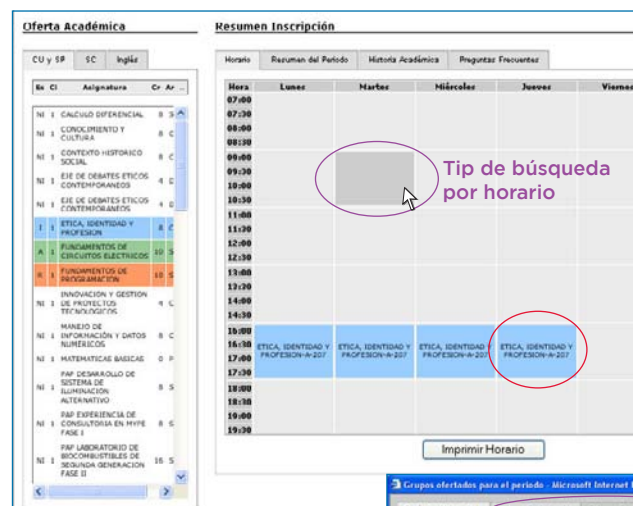 Oferta Académica
CU y SP SC Inglés
Es Cl Asignatura Cr Ar ...
NI 1 CALCULO DIFERENCIAL 8 S
NI 1 CONOCIMIENTO Y
CULTURA 8 C
NI 1 CONTEXTO HISTORICO
SOCIAL 8 C
NI 1 EJE DE DEBATES ETICOS
CONTEMPORANEOS 4 E
NI 1 EJE DE DEBATES ETICOS
CONTEMPORANEOS 4 E
I 1 ETICA, IDENTIDAD Y
PROFESION 8 C
A 1 FUNDAMENTOS DE
CIRCUITOS ELECTRICOS 10 S
R 1 FUNDAMENTOS DE
PROGRAMACION 10 S
NI 1 INNOVACION Y GESTION
DE PROYECTOS
TECNOLOGICOS 4 C
NI 1 MANEJO DE
INFORMACIÓN Y DATOS
NUMÉRICOS 8 C
NI 1 MATEMATICAS BASICAS 0 P
NI 1 PAP DESARROLLO DE
SISTEMA DE
ILUMINACIÓN
ALTERNATIVO 8 S
NI 1 PAP EXPERIENCIA DE
CONSULTORIA EN MYPE
FASE I 8 S
NI 1 PAP LABORATORIO DE
BIOCOMBUSTIBLES DE
SEGUNDA GENERACION
FASE II 16 S
Resumen Inscripción
Horario Resumen del Periodo Historia Académica Preguntas Frecuentes
Hora Lunes Martes Miércoles Jueves Viernes
07:00
07:30
08:00
08:30
09:00
09:30
10:00
10:30
11:00
11:30
12:00
12:30
13:00
13:30
14:00
14:30
16:00
16:30 ETICA, IDENTIDAD Y ETICA, IDENTIDAD Y ETICA, IDENTIDAD Y ETICA, IDENTIDAD Y
17:00 PROFESION-A-207 PROFESION-A-207 PROFESION-A-207 PROFESION-A-207
17:30
18:00
18:30
19:00
19:30
Tip de búsqueda
por horario
Imprimir Horario
Grupos ofertados para el periodo - Microsoft Internet